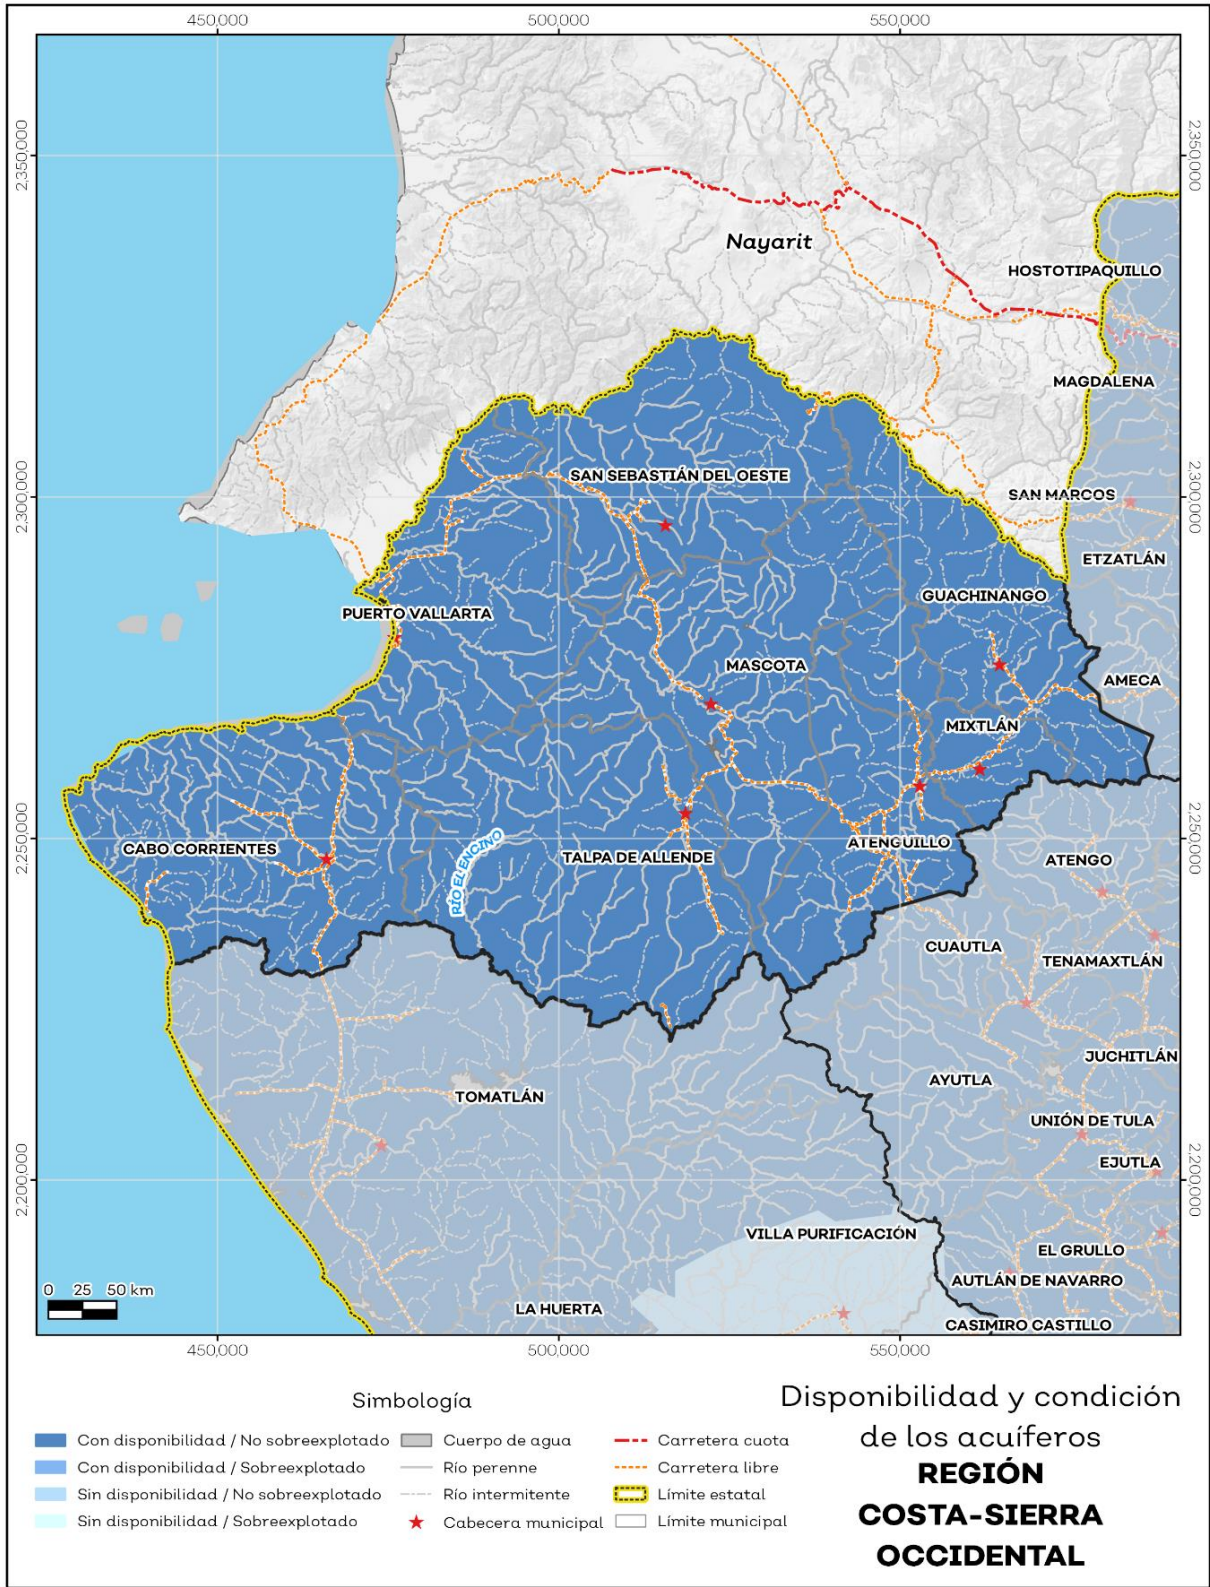 450,000 500,000 550,000
2,350,000 2,350,000
Nayarit
HOSTOTIPAQUILLO
MAGDALENA
SAN SEBASTIÁN DEL OESTE
SAN MARCOS
2,300,000 2,300,000
ETZATLÁN
GUACHINANGO
PUERTO VALLARTA
MASCOTA
AMECA
MIXTLÁN
2,250,000 2,250,000
CABO CORRIENTES
RÍO EL ENCINO
TALPA DE ALLENDE
ATENGUILLO
ATENGO
CUAUTLA
TENAMAXTLÁN
JUCHITLÁN
AYUTLA
TOMATLÁN
UNIÓN DE TULA
EJUTLA
2,200,000 2,200,000
VILLA PURIFICACIÓN
EL GRULLO
AUTLÁN DE NAVARRO
0 25 50 km
LA HUERTA
CASIMIRO CASTILLO
450,000 500,000 550,000
Simbología
Con disponibilidad / No sobreexplotado
Con disponibilidad / Sobreexplotado
Sin disponibilidad / No sobreexplotado
Sin disponibilidad / Sobreexplotado
Cuerpo de agua
Río perenne
Río intermitente
Cabecera municipal
Carretera cuota
Carretera libre
Límite estatal
Límite municipal
Disponibilidad y condición
de los acuíferos
REGIÓN
COSTA-SIERRA
OCCIDENTAL